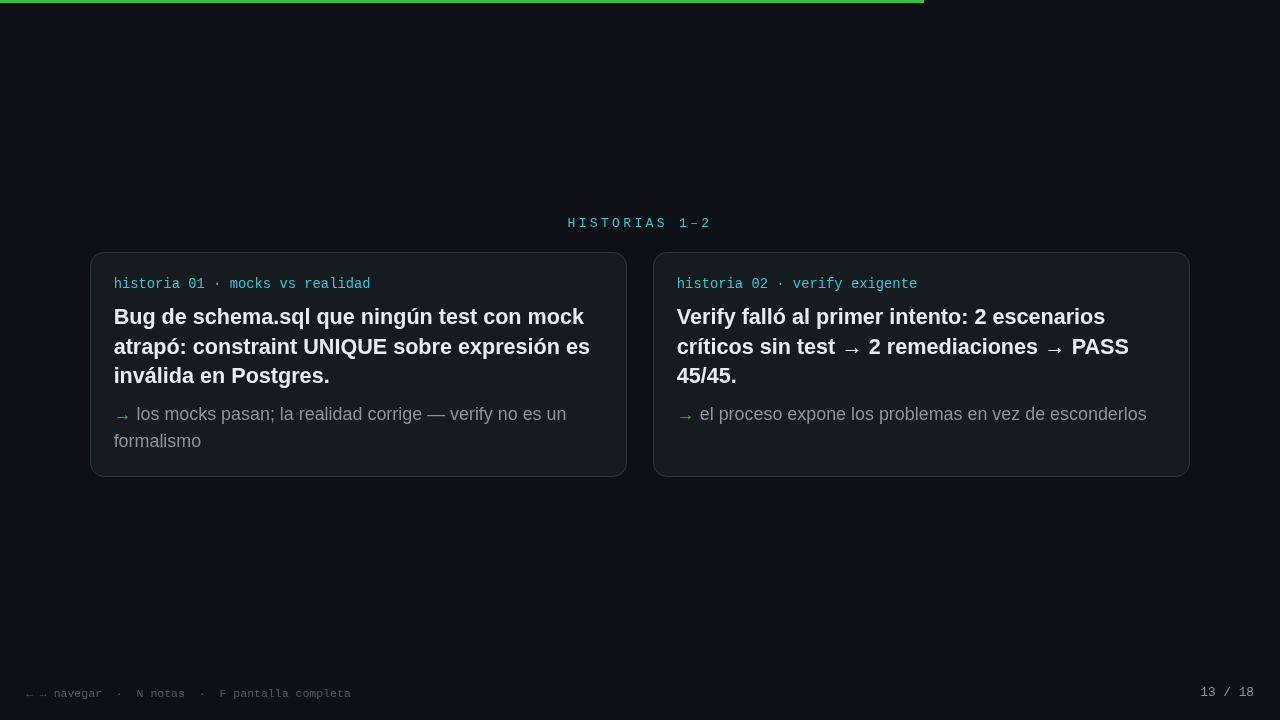 HISTORIAS 1–2
historia 01 · mocks vs realidad
Bug de schema.sql que ningún test con mock
atrapó: constraint UNIQUE sobre expresión es
inválida en Postgres.
→ los mocks pasan; la realidad corrige — verify no es un
formalismo
historia 02 · verify exigente
Verify falló al primer intento: 2 escenarios
críticos sin test → 2 remediaciones → PASS
45/45.
→ el proceso expone los problemas en vez de esconderlos
← → navegar · N notas · F pantalla completa
13 / 18